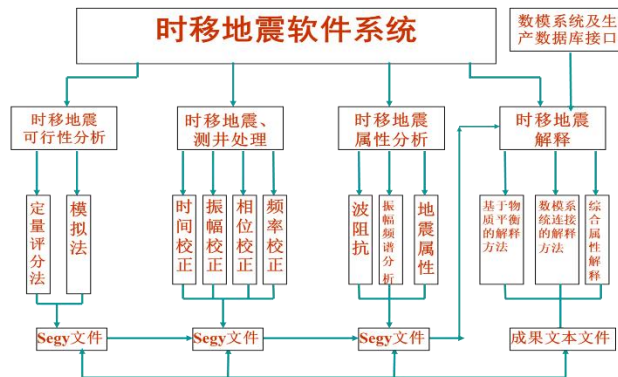 时移地震软件系统
数模系统及生
产数据库接口
时移地震
可行性分析
时移地震、
测井处理
时移地震
属性分析
时移地震
解释
定量评分法
模拟法
时间校正
振幅校正
相位校正
频率校正
波阻抗
振幅频谱分析
地震属性
基于物
质平衡
的解释
方法
数模系
统连接
的解释
方法
综合属性解释
Segy文件
Segy文件
Segy文件
成果文本文件